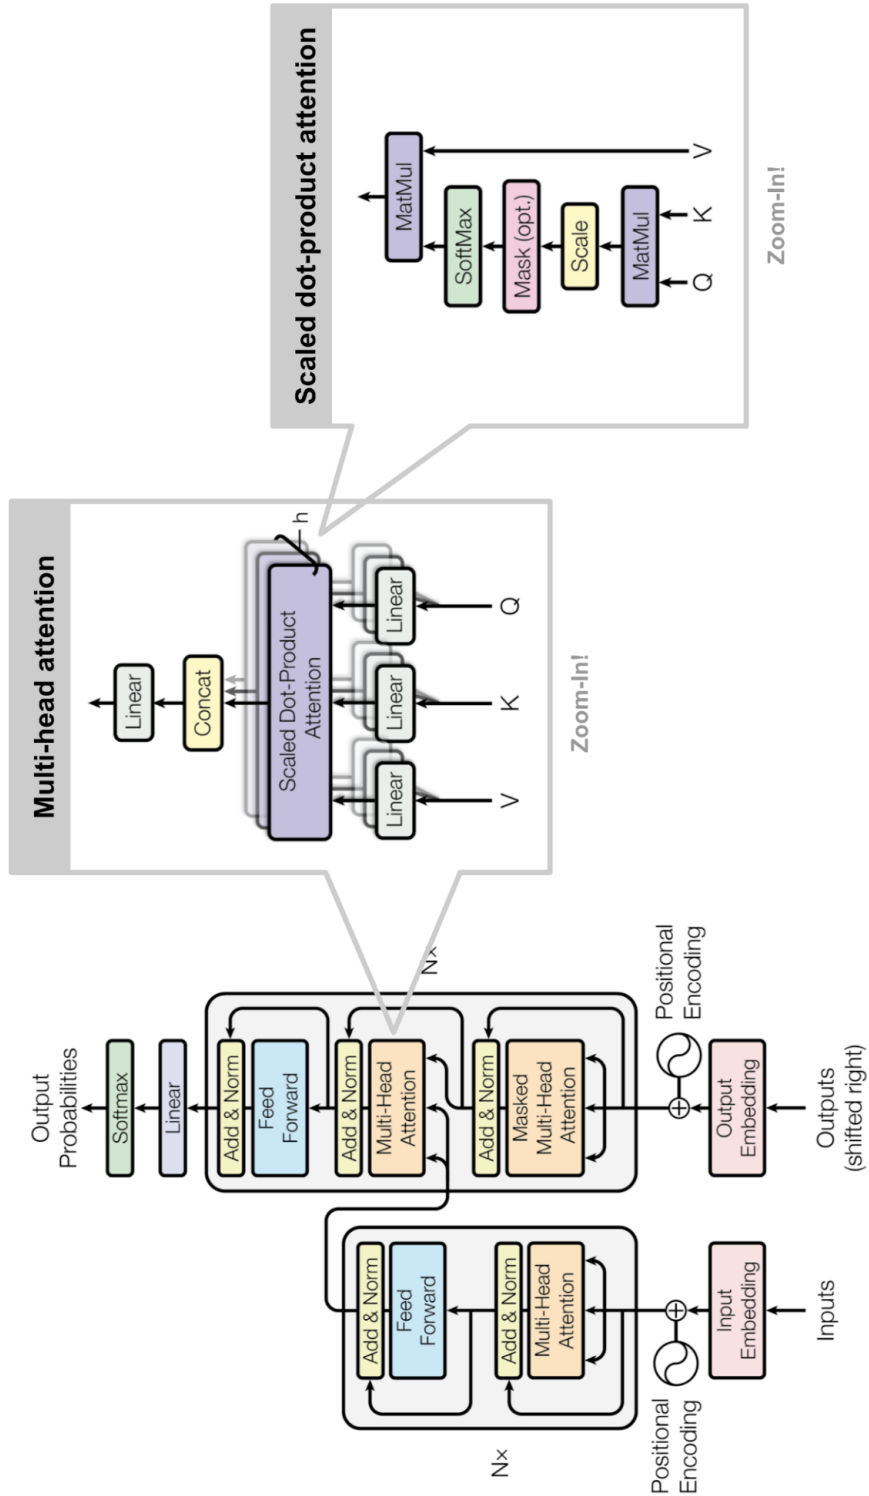 Output
Probabilities
Softmax
Linear
Add & Norm
Feed
Forward
Add & Norm
Multi-Head
Attention
Add & Norm
Masked
Multi-Head
Attention
Nx
Add & Norm
Feed
Forward
Add & Norm
Multi-Head
Attention
Nx
Positional
Encoding
Positional
Encoding
Input
Embedding
Output
Embedding
Inputs
Outputs
(shifted right)
Multi-head attention
Linear
Concat
Scaled Dot-Product
Attention
h
Linear
Linear
Linear
V
K
Q
Zoom-In!
Scaled dot-product attention
MatMul
SoftMax
Mask (opt.)
Scale
MatMul
Q
K
V
Zoom-In!